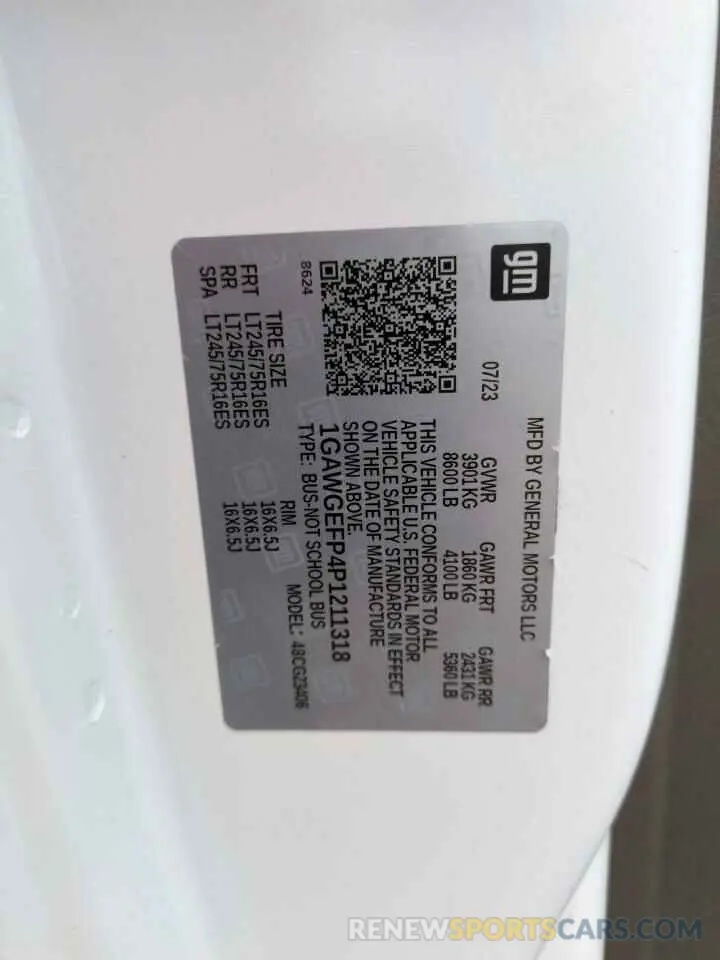 gm
MFD BY GENERAL MOTORS LLC
07/23
GVWR GAWR FRT GAWR RR
3901 KG 1860 KG 2431 KG
8600 LB 4100 LB 5360 LB
THIS VEHICLE CONFORMS TO ALL
APPLICABLE U.S. FEDERAL MOTOR
VEHICLE SAFETY STANDARDS IN EFFECT
ON THE DATE OF MANUFACTURE
SHOWN ABOVE.
1GAWGEFP4P1211318
TYPE: BUS-NOT SCHOOL BUS
8624
MODEL: 48CG23406
TIRE SIZE RIM
FRT LT245/75R16ES 16X6.5J
RR LT245/75R16ES 16X6.5J
SPA LT245/75R16ES 16X6.5J
RENEWSPORTSCARS.COM